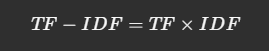 TF − IDF = TF × IDF